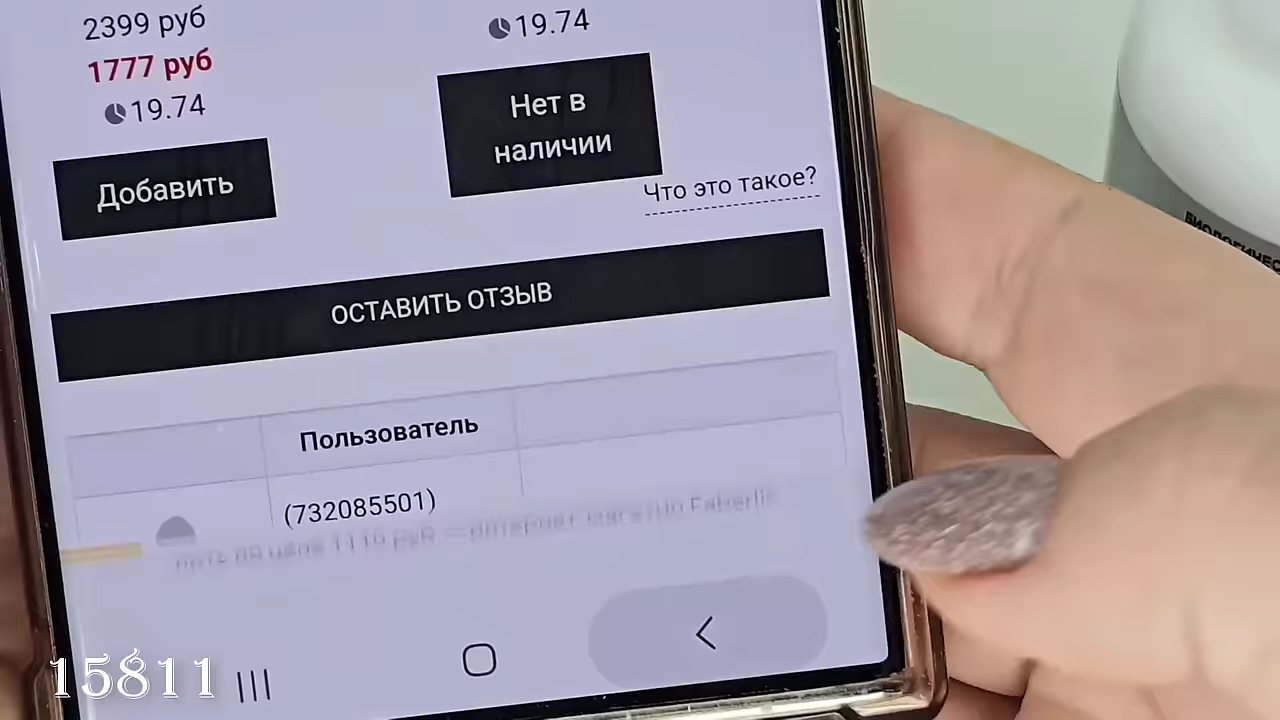 2399 руб
1777 руб
19.74
Добавить
19.74
Нет в
наличии
Что это такое?
ОСТАВИТЬ ОТЗЫВ
Пользователь
(732085501)
15811